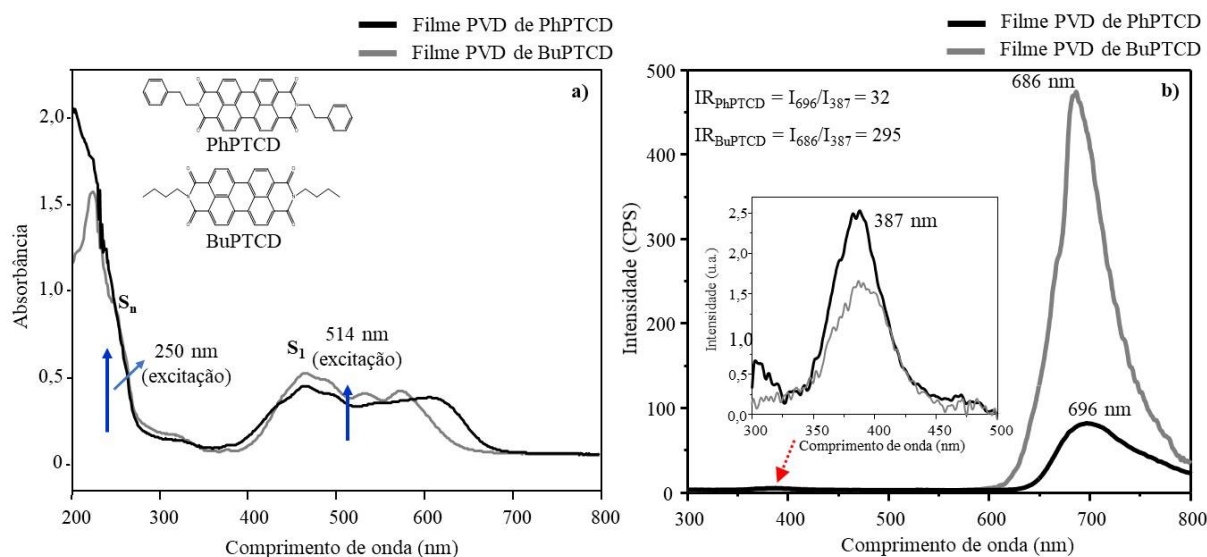 Filme PVD de PhPTCD
Filme PVD de BuPTCD
a)
PhPTCD
BuPTCD
Sn
250 nm
(excitação)
S1
514 nm
(excitação)
Absorbância
2,0
1,5
1,0
0,5
0
200 300 400 500 600 700 800
Comprimento de onda (nm)
Filme PVD de PhPTCD
Filme PVD de BuPTCD
b)
686 nm
IRPhPTCD = I696/I387 = 32
IRBuPTCD = I686/I387 = 295
696 nm
Intensidade (CPS)
500
400
300
200
100
0
300 400 500 600 700 800
Comprimento de onda (nm)
387 nm
Intensidade (u.a.)
2,5
2,0
1,5
1,0
0,5
0,0
300 350 400 450 500
Comprimento de onda (nm)